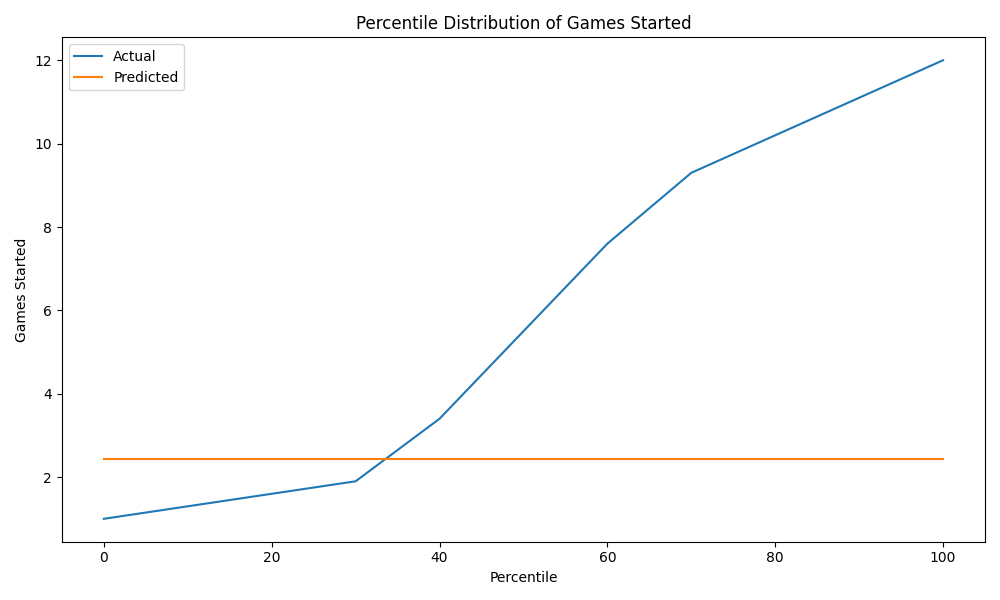 Percentile Distribution of Games Started
Actual
Predicted
12
10
8
6
4
2
Games Started
0 20 40 60 80 100
Percentile